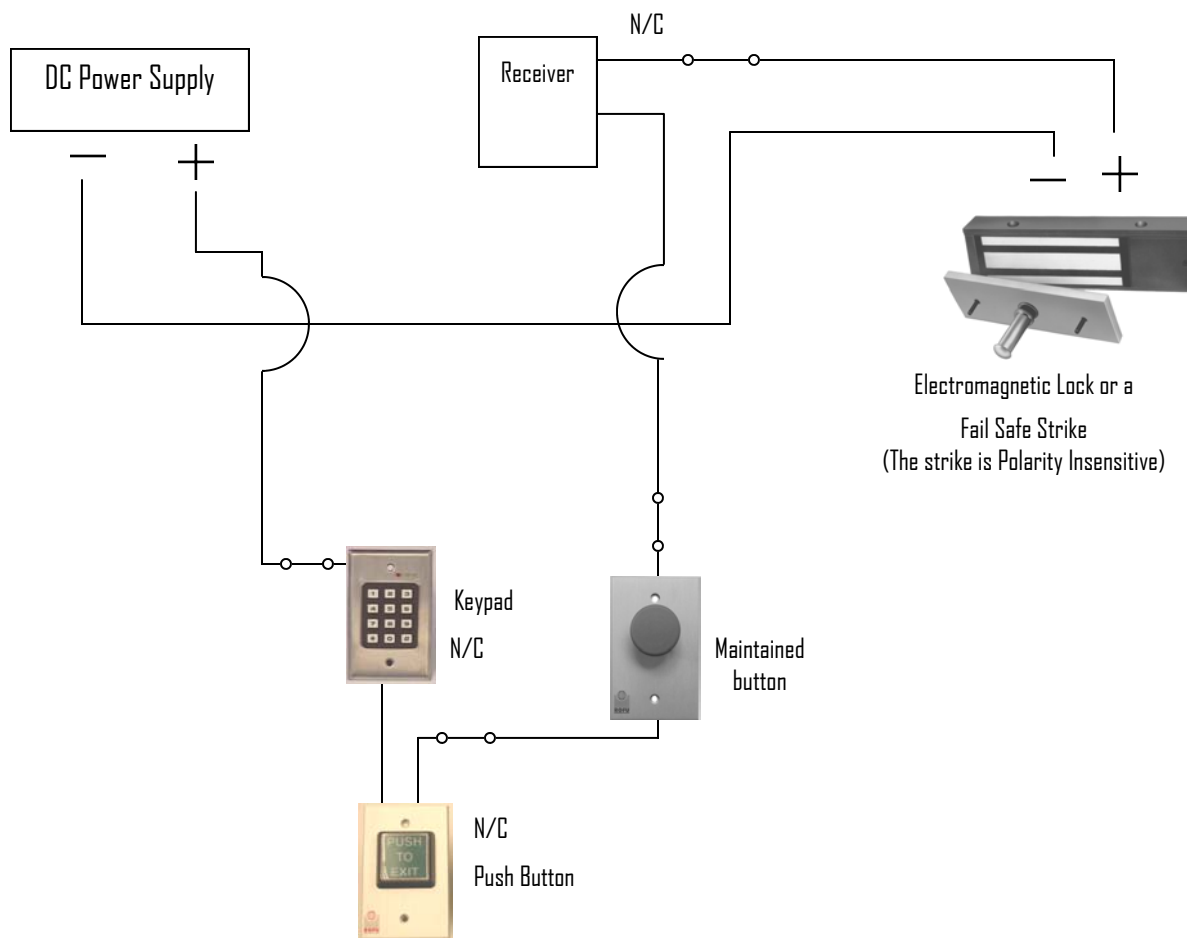 N/C
DC Power Supply
Receiver
Electromagnetic Lock or a
Fail Safe Strike
(The strike is Polarity Insensitive)
Keypad
N/C
Maintained
button
N/C
Push Button
PUSH
TO
EXIT